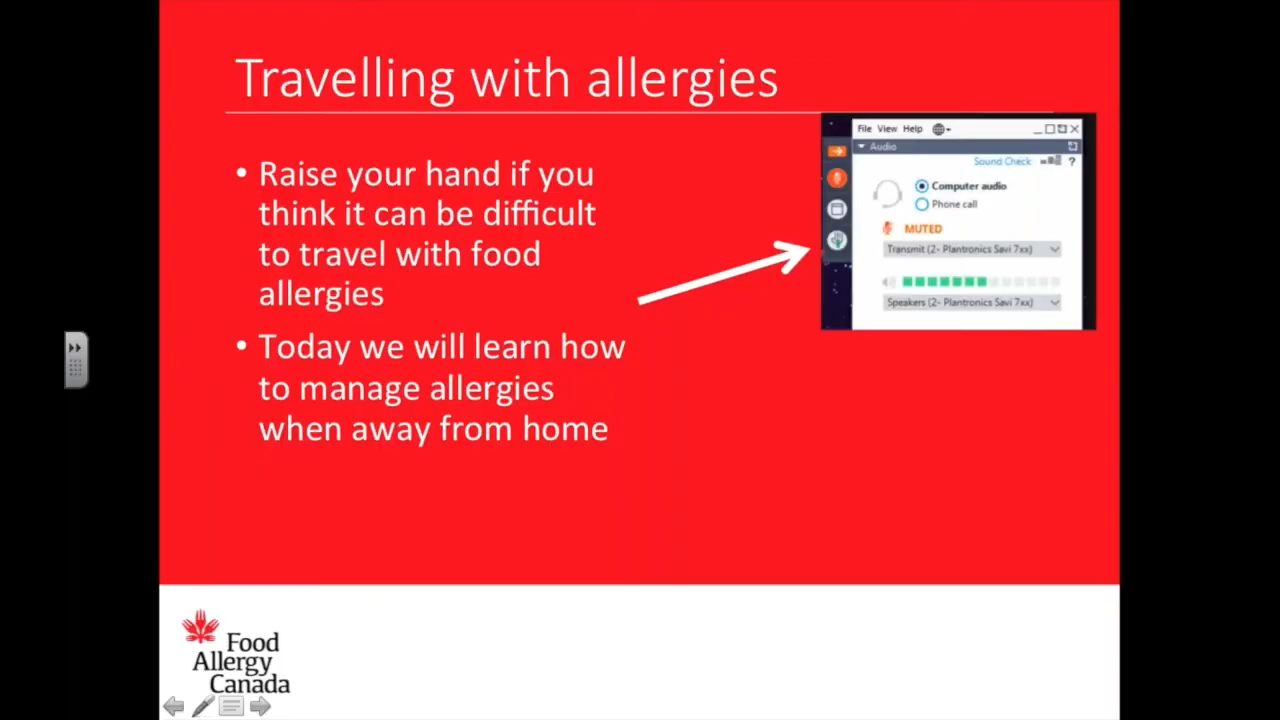 Travelling with allergies
• Raise your hand if you
think it can be difficult
to travel with food
allergies
• Today we will learn how
to manage allergies
when away from home
File View Help
Audio
Sound Check ?
Computer audio
Phone call
MUTED
Transmit (2- Plantronics Savi 7xx)
Speakers (2- Plantronics Savi 7xx)
Food
Allergy
Canada